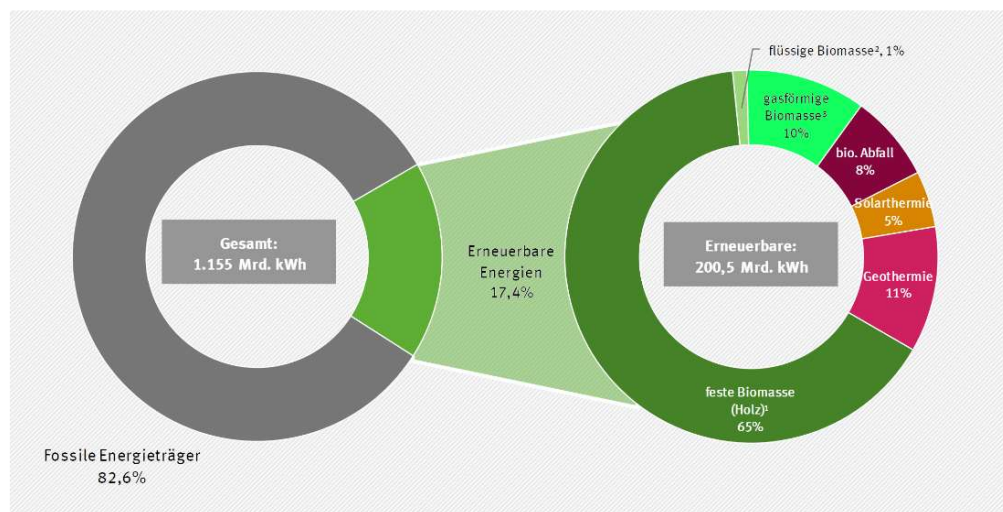 flüssige Biomasse², 1%
gasförmige
Biomasse³
10%
bio. Abfall
8%
Solarthermie
5%
Gesamt:
1.155 Mrd. kWh
Erneuerbare
Energien
17,4%
Erneuerbare:
200,5 Mrd. kWh
Geothermie
11%
feste Biomasse
(Holz)¹
65%
Fossile Energieträger
82,6%